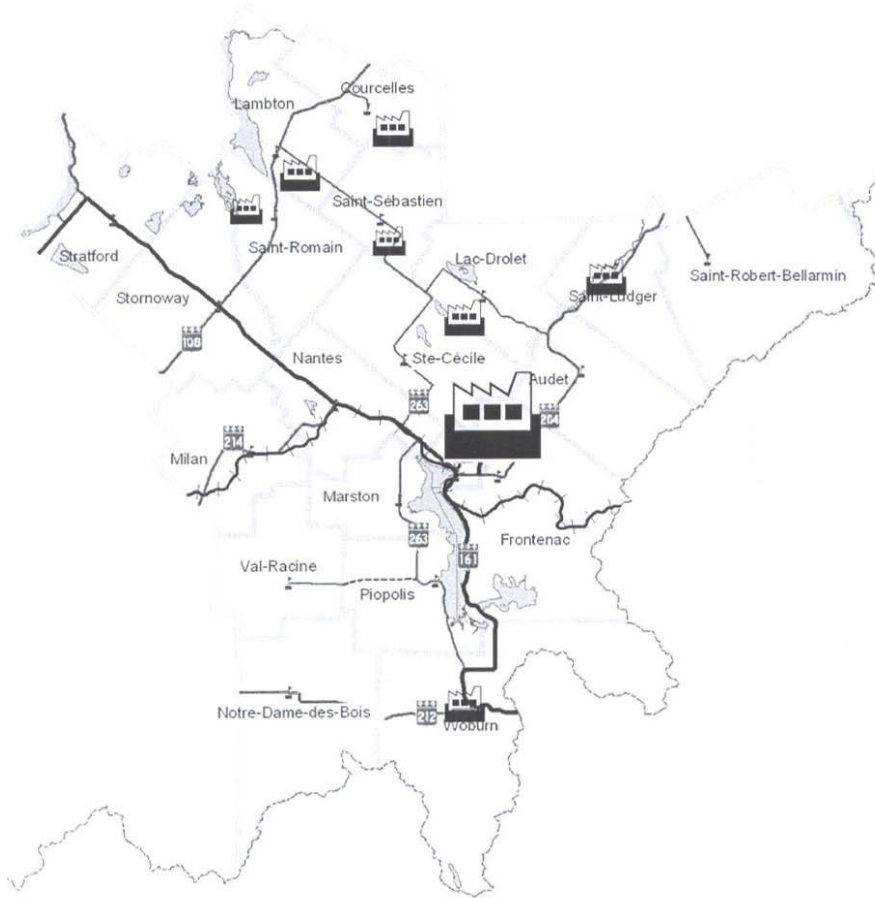 Courcelles
Lambton
Saint-Sébastien
Saint-Romain
Stratford
Lac-Drolet
Saint-Robert-Bellarmin
Stornoway
Saint-Ludger
108
Nantes
Ste-Cécile
Audet
263
204
214
Milan
Marston
263
Frontenac
161
Val-Racine
Piopolis
Notre-Dame-des-Bois
212
Woburn